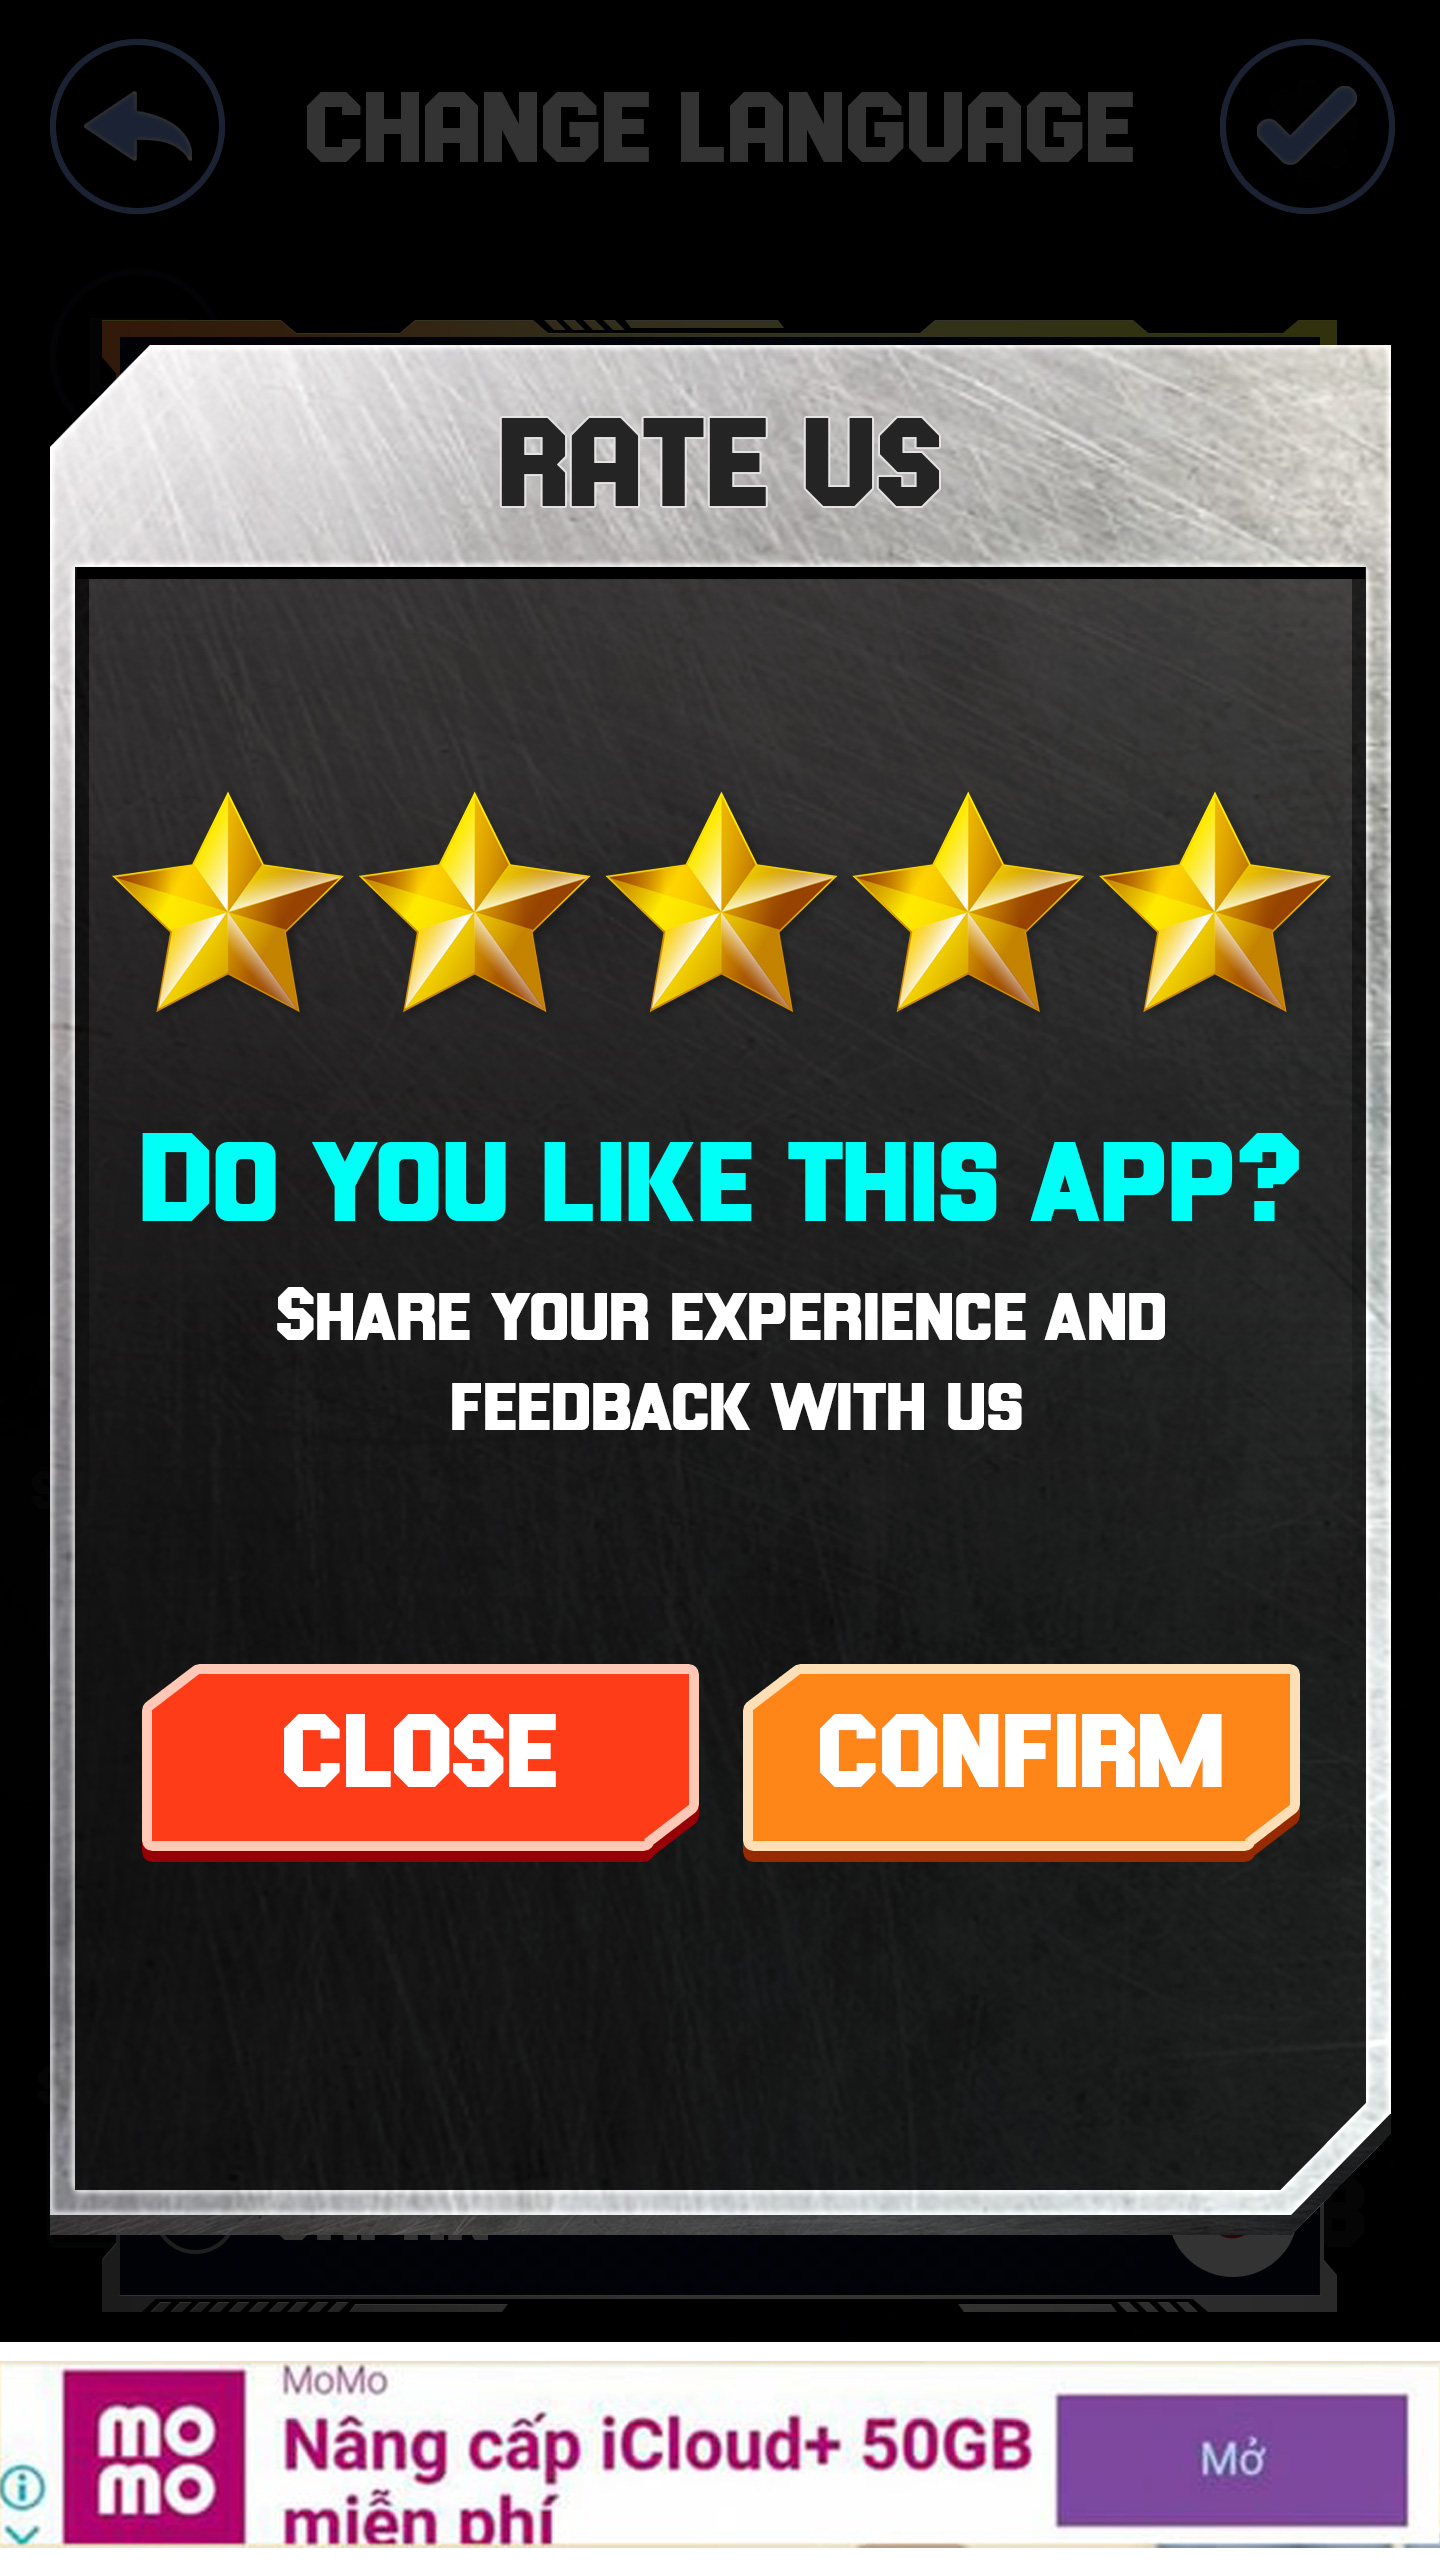 CHANGE LANGUAGE
RATE US
DO YOU LIKE THIS APP?
SHARE YOUR EXPERIENCE AND
FEEDBACK WITH US
CLOSE
CONFIRM
MoMo
mo
mo
Nâng cấp iCloud+ 50GB
miễn phí
Mở